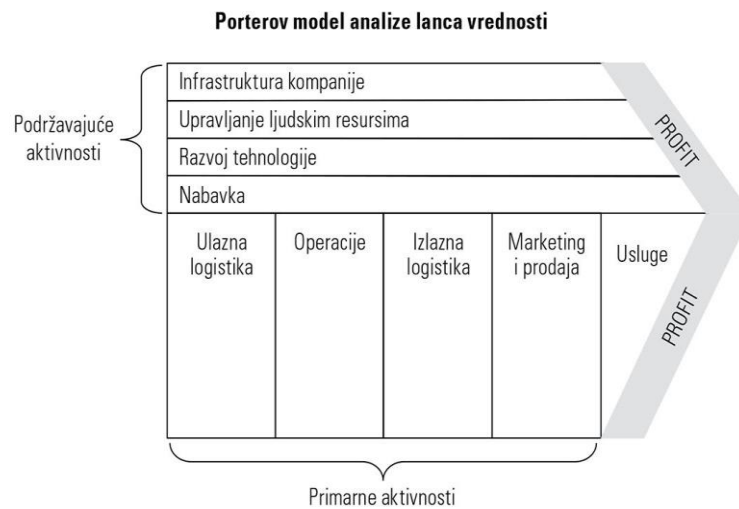 Porterov model analize lanca vrednosti
Podržavajuće
aktivnosti
Infrastruktura kompanije
Upravljanje ljudskim resursima
Razvoj tehnologije
Nabavka
PROFIT
Ulazna
logistika
Operacije
Izlazna
logistika
Marketing
i prodaja
Usluge
PROFIT
Primarne aktivnosti